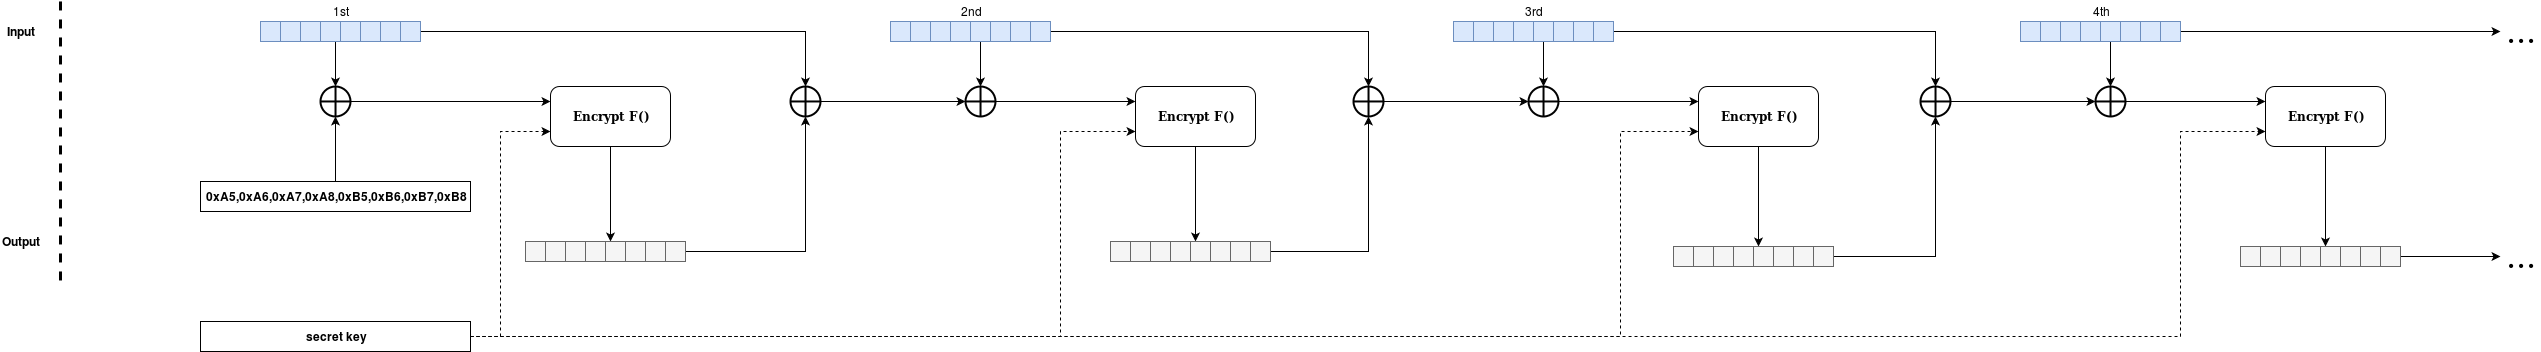 1st
2nd
3rd
4th
Input
...
Encrypt F()
Encrypt F()
Encrypt F()
Encrypt F()
0xA5,0xA6,0xA7,0xA8,0xB5,0xB6,0xB7,0xB8
Output
...
secret key